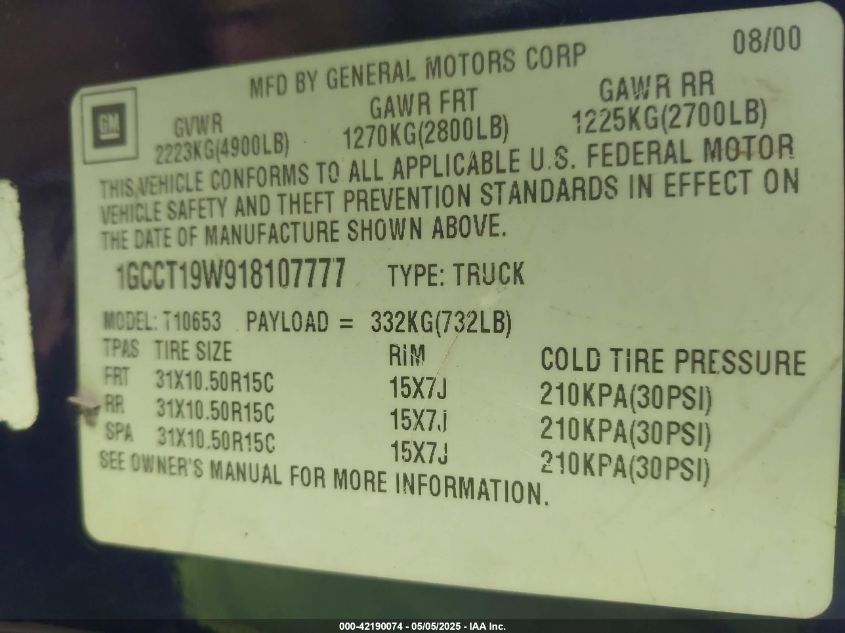 08/00
MFD BY GENERAL MOTORS CORP
GM
GVWR GAWR FRT GAWR RR
2223KG(4900LB) 1270KG(2800LB) 1225KG(2700LB)
THIS VEHICLE CONFORMS TO ALL APPLICABLE U.S. FEDERAL MOTOR
VEHICLE SAFETY AND THEFT PREVENTION STANDARDS IN EFFECT ON
THE DATE OF MANUFACTURE SHOWN ABOVE.
1GCCT19W918107777 TYPE: TRUCK
MODEL: T10653 PAYLOAD = 332KG(732LB)
TPAS TIRE SIZE RIM COLD TIRE PRESSURE
FRT 31X10.50R15C 15X7J 210KPA(30PSI)
RR 31X10.50R15C 15X7J 210KPA(30PSI)
SPA 31X10.50R15C 15X7J 210KPA(30PSI)
SEE OWNER'S MANUAL FOR MORE INFORMATION.
000-42190074 - 05/05/2025 - IAA Inc.